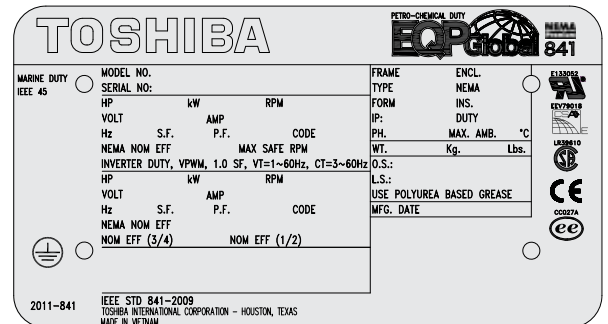 TOSHIBA
PETRO-CHEMICAL DUTY
EQP Global
NEMA
841
MARINE DUTY
IEEE 45
MODEL NO.
SERIAL NO:
HP kW RPM
VOLT AMP
Hz S.F. P.F. CODE
NEMA NOM EFF MAX SAFE RPM
INVERTER DUTY, VPWM, 1.0 SF, VT=1~60Hz, CT=3~60Hz
HP kW RPM
VOLT AMP
Hz S.F. P.F. CODE
NEMA NOM EFF
NOM EFF (3/4) NOM EFF (1/2)
FRAME ENCL.
TYPE NEMA
FORM INS.
IP: DUTY
PH. MAX. AMB. °C
WT. Kg. Lbs.
O.S.:
L.S.:
USE POLYUREA BASED GREASE
MFG. DATE
E133052
EEV79018
LR39610
CE
CC027A
ee
2011-841
IEEE STD 841-2009
TOSHIBA INTERNATIONAL CORPORATION - HOUSTON, TEXAS
MADE IN VIETNAM